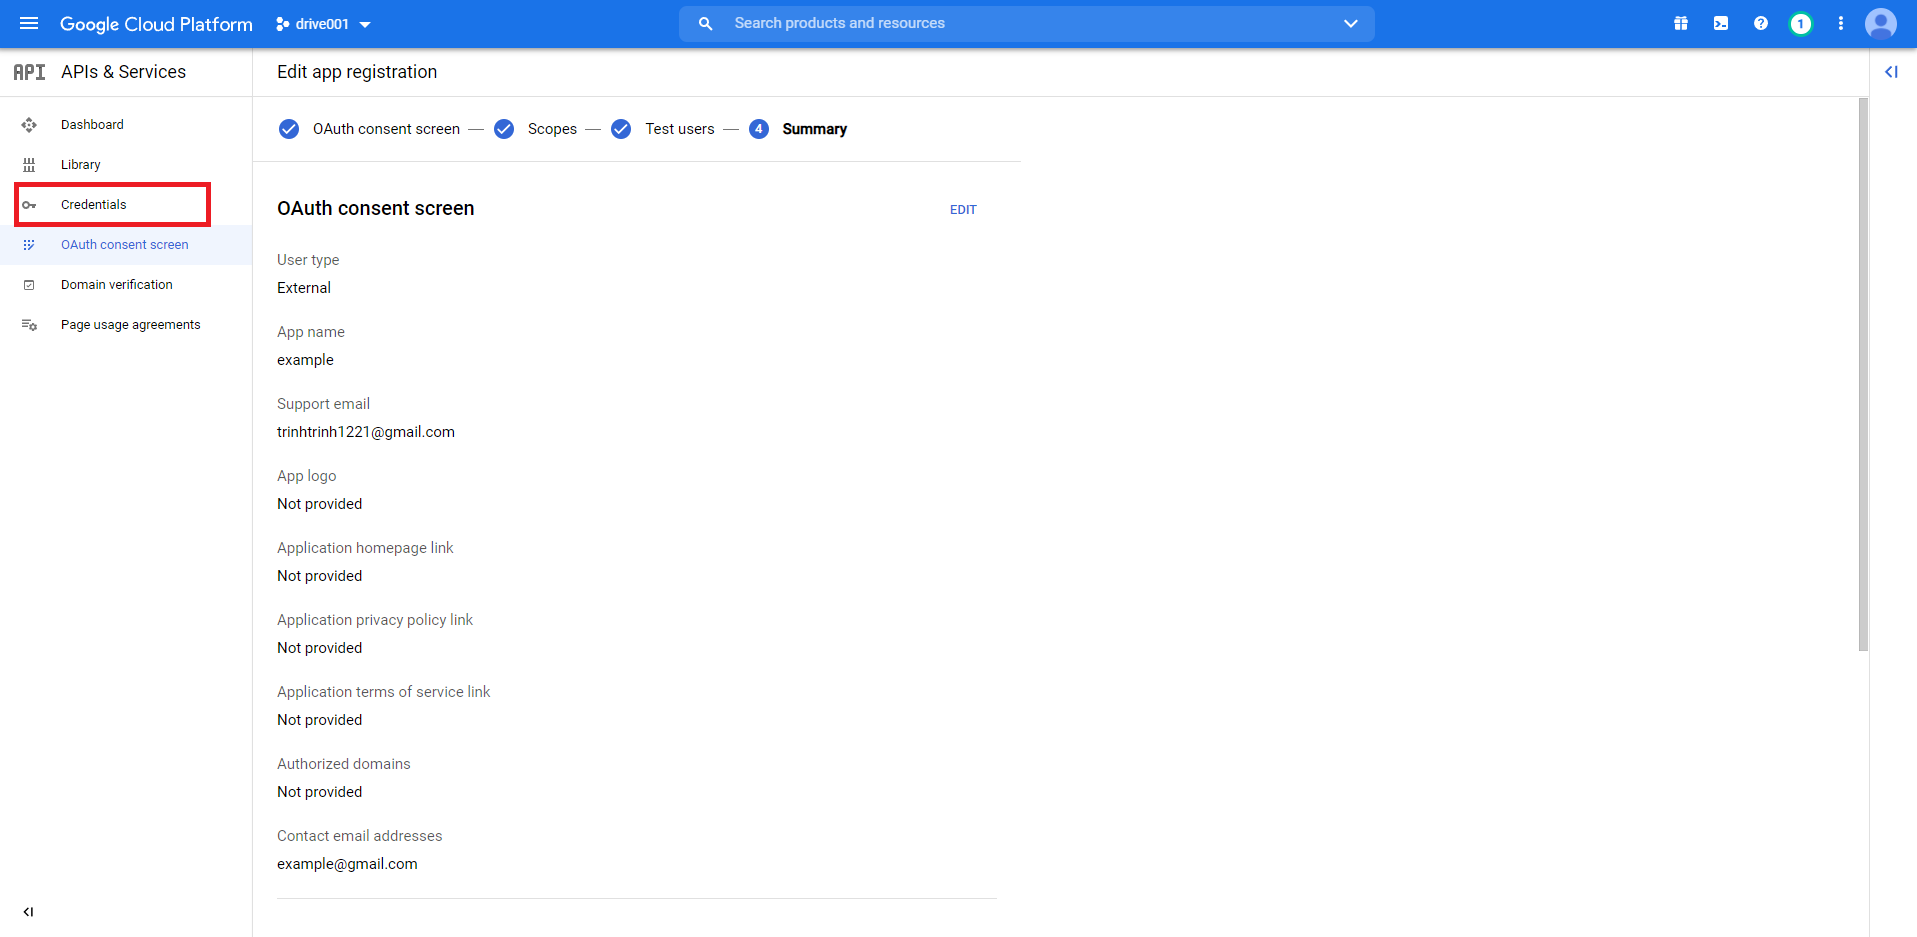 Google Cloud Platform
drive001
Search products and resources
1
API APIs & Services
Edit app registration
Dashboard
Library
Credentials
OAuth consent screen
Domain verification
Page usage agreements
OAuth consent screen — Scopes — Test users — 4 Summary
OAuth consent screen
EDIT
User type
External
App name
example
Support email
trinhtrinh1221@gmail.com
App logo
Not provided
Application homepage link
Not provided
Application privacy policy link
Not provided
Application terms of service link
Not provided
Authorized domains
Not provided
Contact email addresses
example@gmail.com